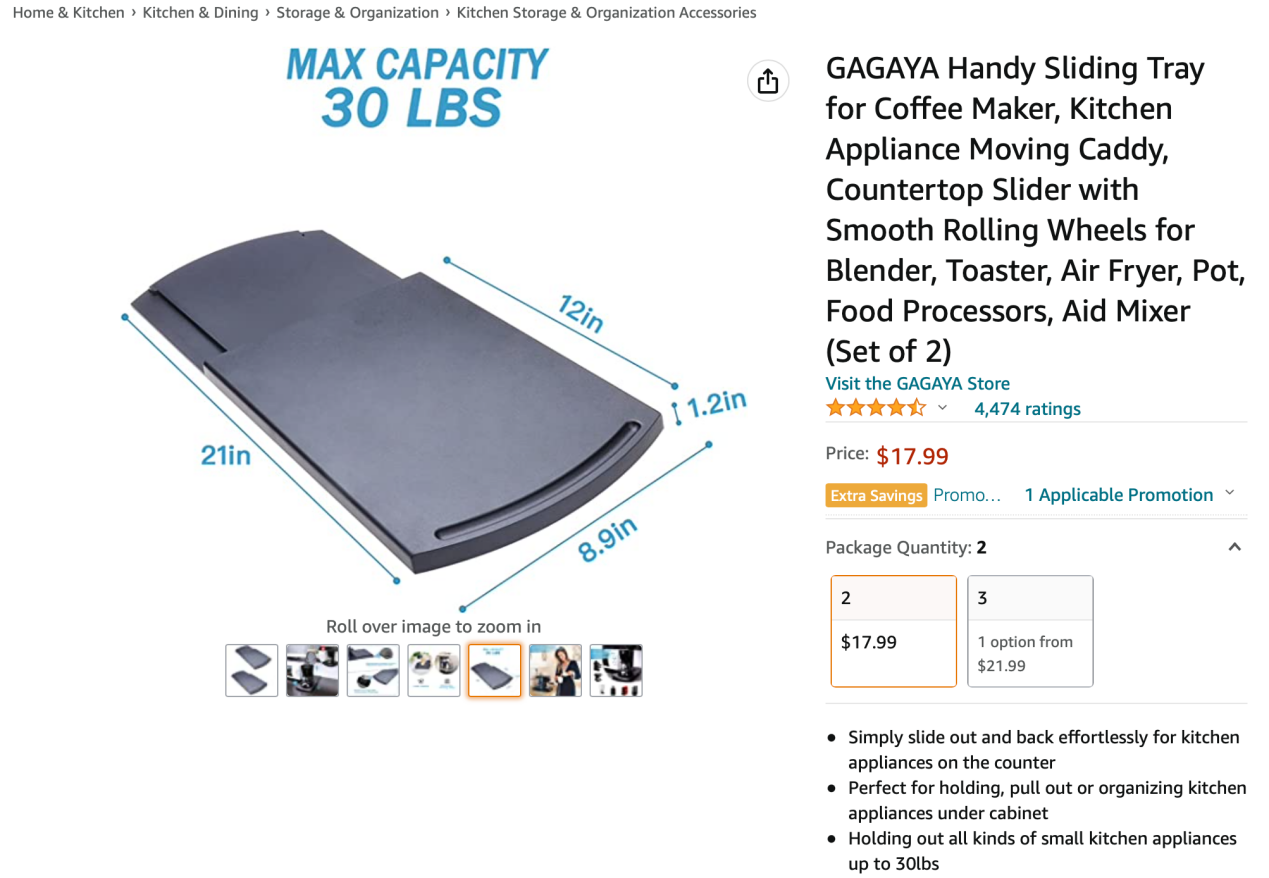 Home & Kitchen › Kitchen & Dining › Storage & Organization › Kitchen Storage & Organization Accessories
MAX CAPACITY
30 LBS
12in
1.2in
21in
8.9in
Roll over image to zoom in
GAGAYA Handy Sliding Tray
for Coffee Maker, Kitchen
Appliance Moving Caddy,
Countertop Slider with
Smooth Rolling Wheels for
Blender, Toaster, Air Fryer, Pot,
Food Processors, Aid Mixer
(Set of 2)
Visit the GAGAYA Store
4,474 ratings
Price: $17.99
Extra Savings Promo... 1 Applicable Promotion
Package Quantity: 2
2
$17.99
3
1 option from
$21.99
• Simply slide out and back effortlessly for kitchen
appliances on the counter
• Perfect for holding, pull out or organizing kitchen
appliances under cabinet
• Holding out all kinds of small kitchen appliances
up to 30lbs